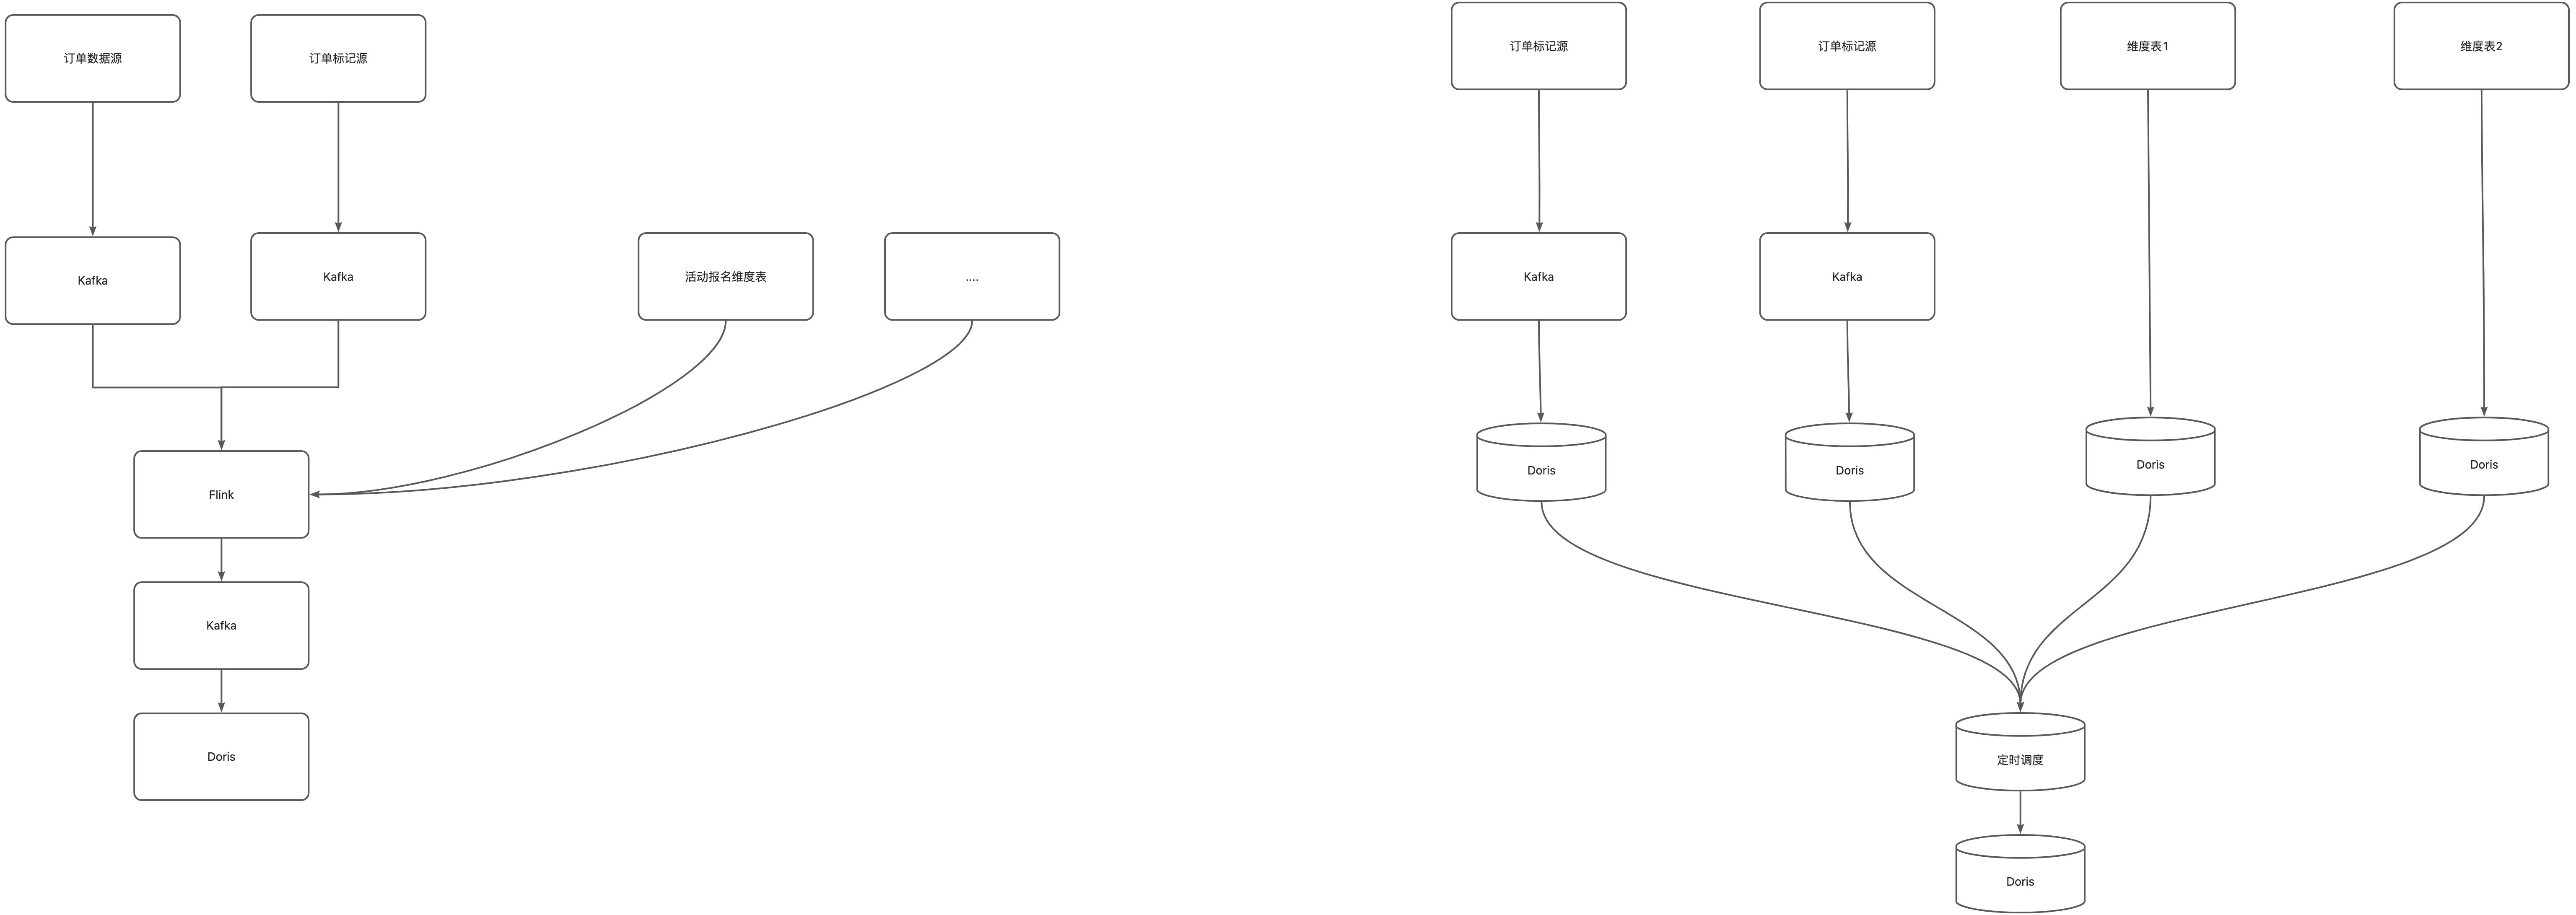 订单数据源
订单标记源
Kafka
Kafka
活动报名维度表
....
Flink
Kafka
Doris
订单标记源
订单标记源
维度表1
维度表2
Kafka
Kafka
Doris
Doris
Doris
Doris
定时调度
Doris